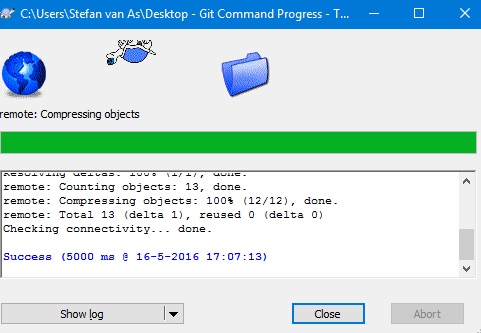 C:\Users\Stefan van As\Desktop - Git Command Progress - T...
remote: Compressing objects
Resolving deltas: 100% (1/1), done.
remote: Counting objects: 13, done.
remote: Compressing objects: 100% (12/12), done.
remote: Total 13 (delta 1), reused 0 (delta 0)
Checking connectivity... done.
Success (5000 ms @ 16-5-2016 17:07:13)
Show log
Close
Abort